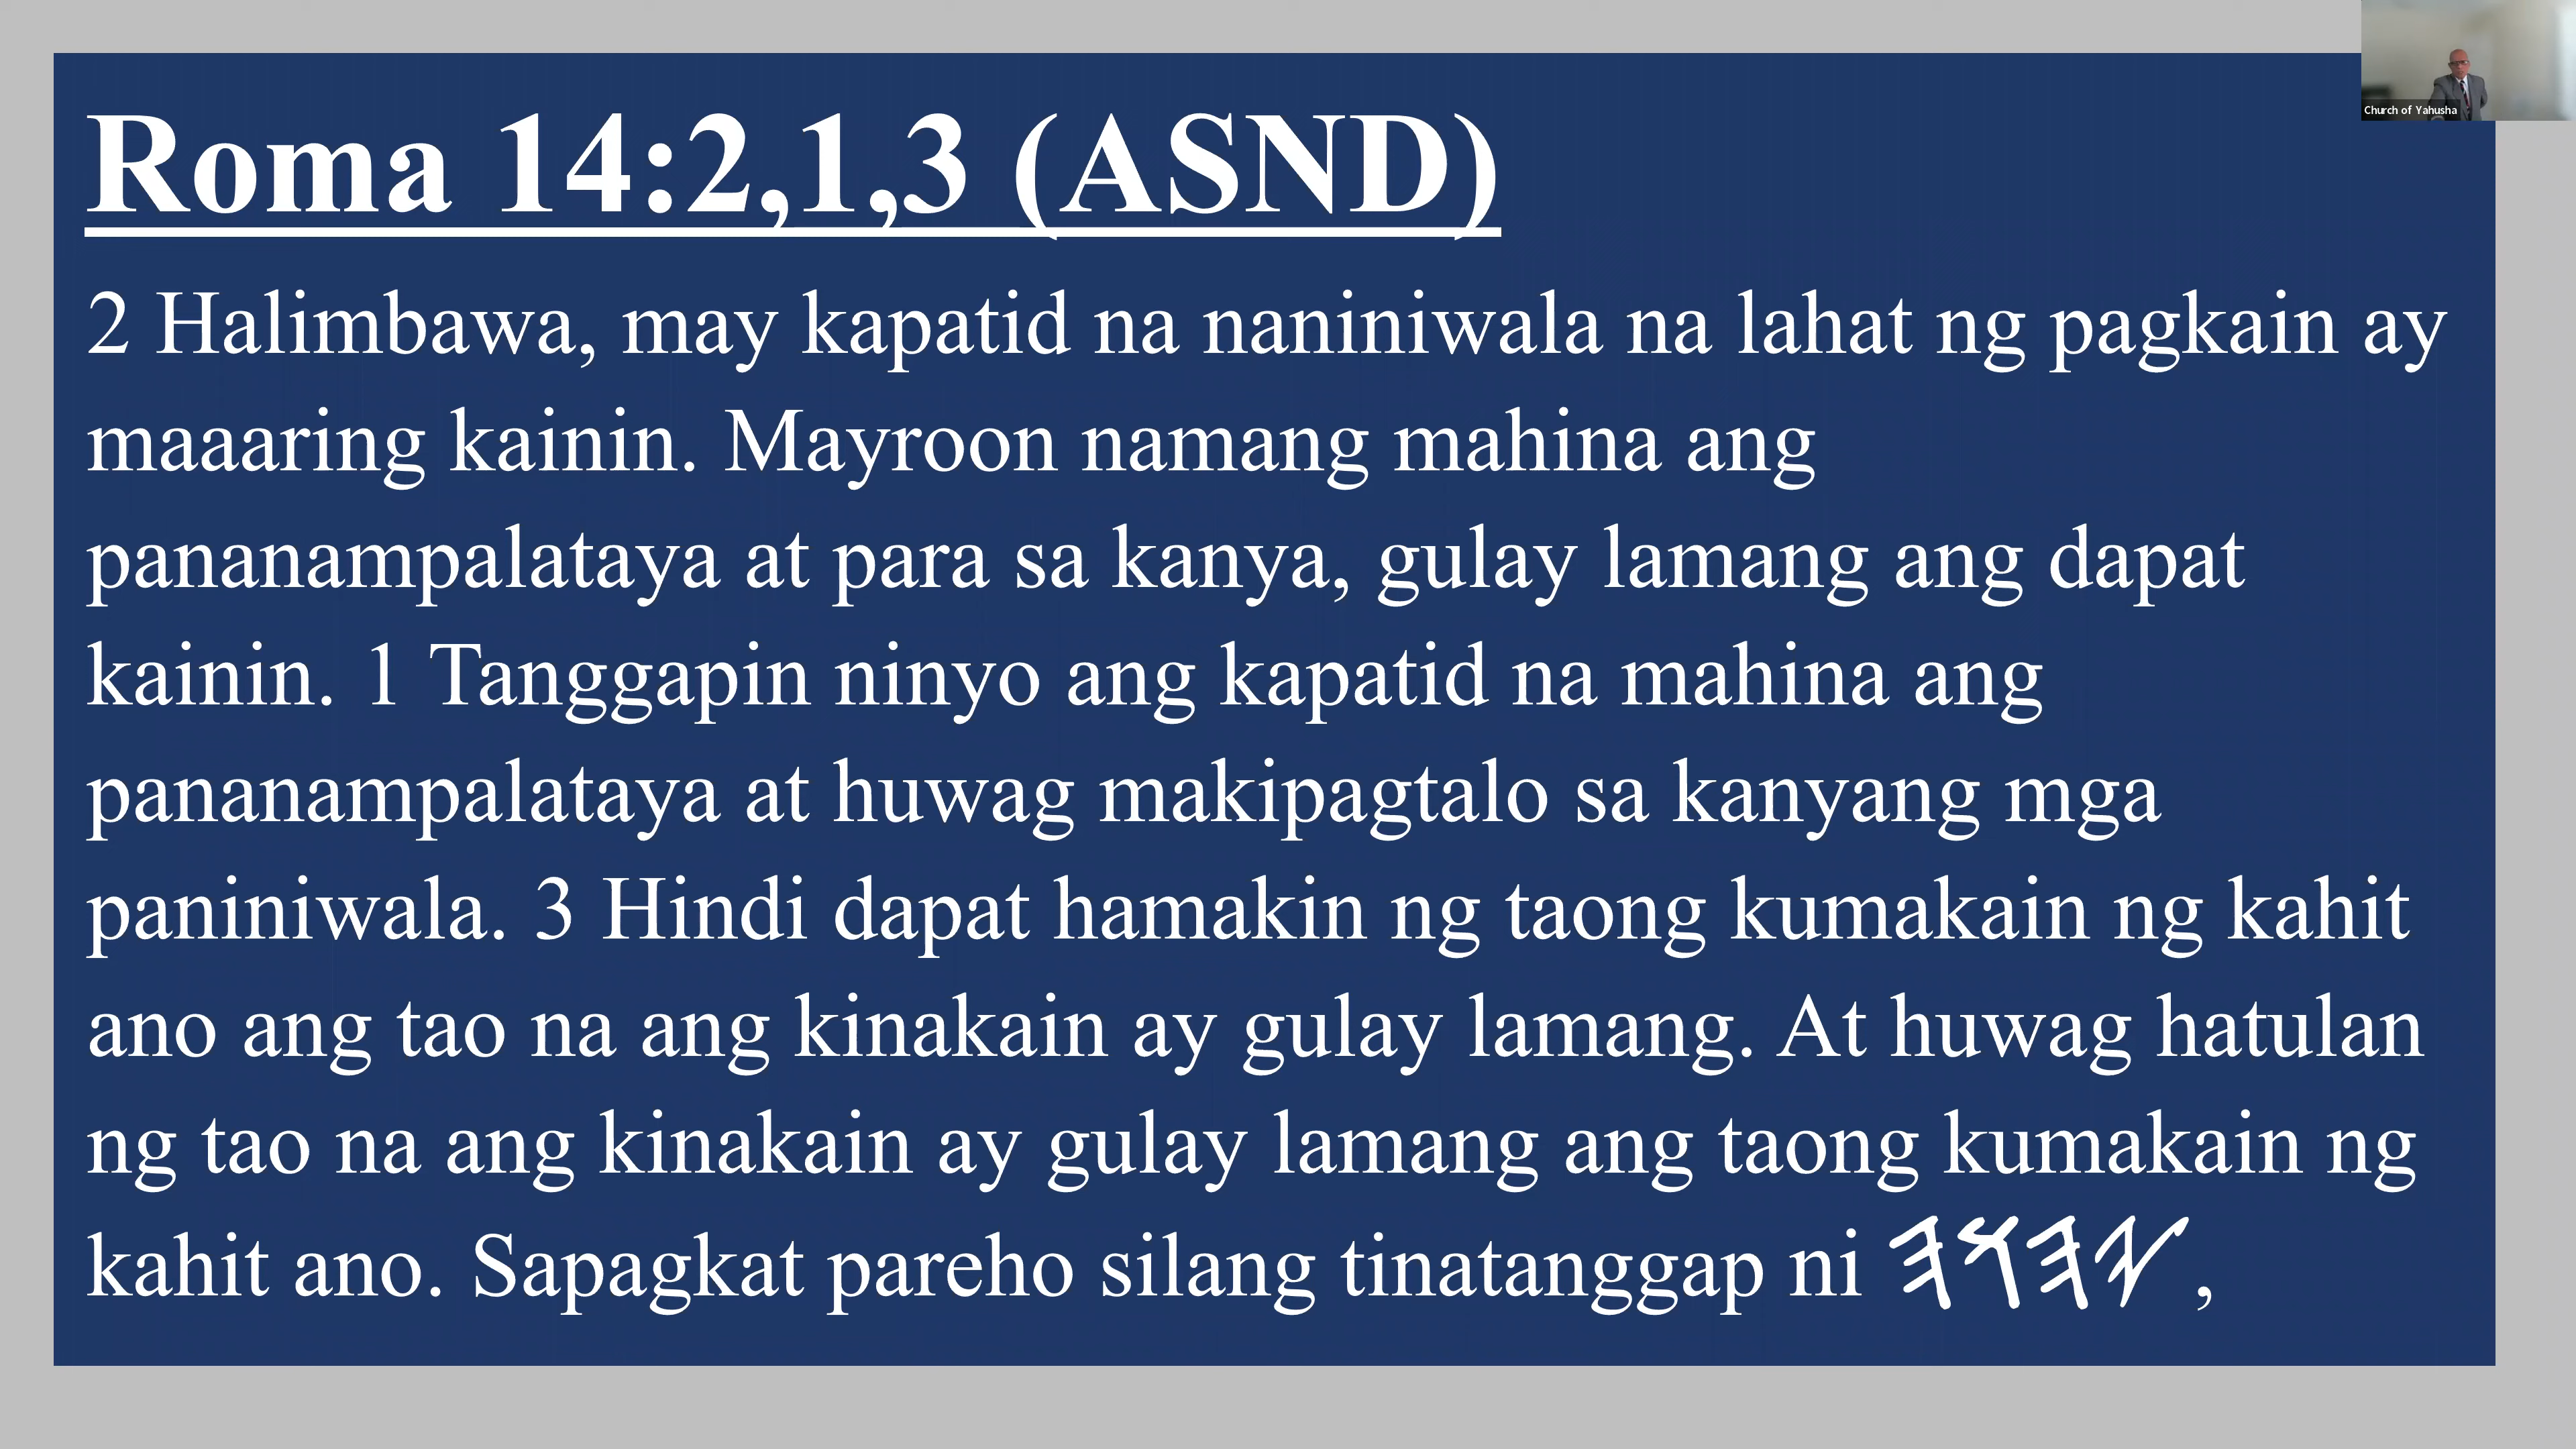 Church of Yahusha
Roma 14:2,1,3 (ASND)
2 Halimbawa, may kapatid na naniniwala na lahat ng pagkain ay
maaaring kainin. Mayroon namang mahina ang
pananampalataya at para sa kanya, gulay lamang ang dapat
kainin. 1 Tanggapin ninyo ang kapatid na mahina ang
pananampalataya at huwag makipagtalo sa kanyang mga
paniniwala. 3 Hindi dapat hamakin ng taong kumakain ng kahit
ano ang tao na ang kinakain ay gulay lamang. At huwag hatulan
ng tao na ang kinakain ay gulay lamang ang taong kumakain ng
kahit ano. Sapagkat pareho silang tinatanggap ni 𐤉𐤄𐤅𐤄,